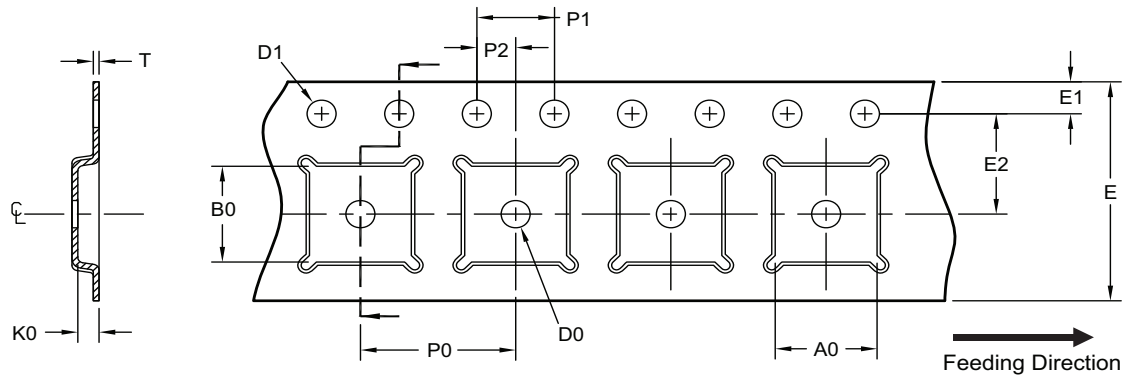 P1
P2
T
D1
E1
E2
B0
E
℄
K0
D0
P0
A0
Feeding Direction